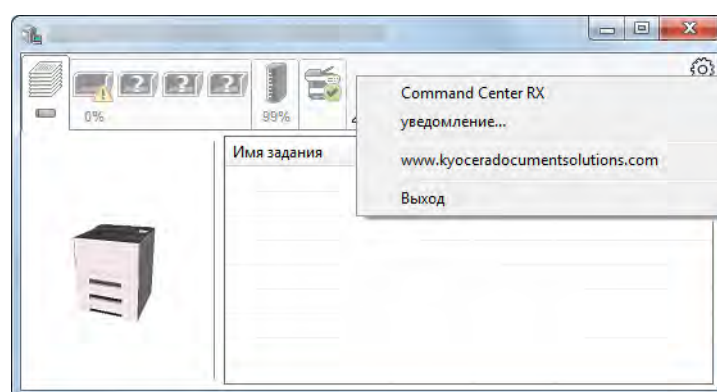 0%
99%
Имя задания
Command Center RX
уведомление...
www.kyoceradocumentsolutions.com
Выход